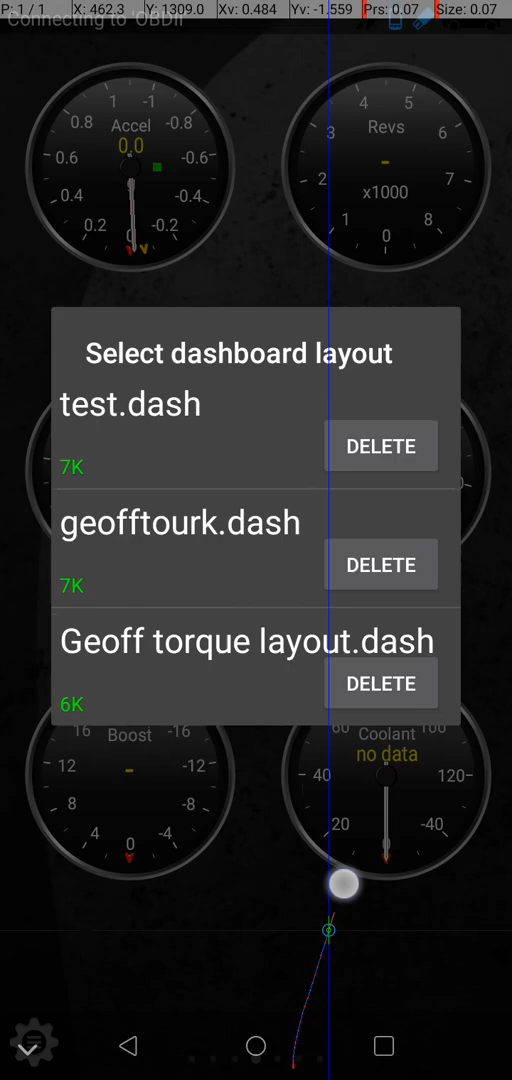 P: 1 / 1 X: 462.3 Y: 1309.0 Xv: 0.484 Yv: -1.559 Prs: 0.07 Size: 0.07
Connecting to 'OBDII'
1 -1
0.8 Accel -0.8
0.0
0.6 -0.6
0.4 -0.4
0.2 0 -0.2
4 5
3 Revs 6
-
2 x1000 7
1 0 8
Select dashboard layout
test.dash
DELETE
7K
geofftourk.dash
DELETE
7K
Geoff torque layout.dash
DELETE
6K
16 Boost -16
12 - -12
8 -8
4 0 -4
60 Coolant 100
no data
40 120
20 0 -40